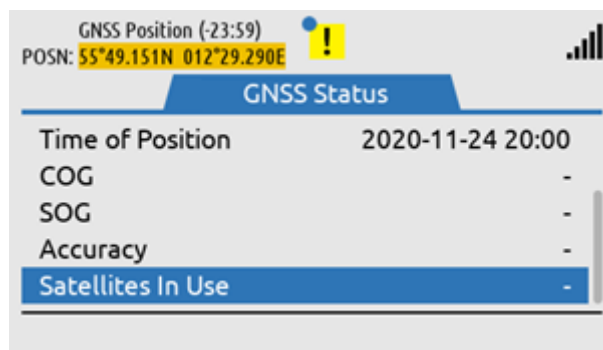 GNSS Position (-23:59)
POSN: 55°49.151N 012°29.290E
!
GNSS Status
Time of Position 2020-11-24 20:00
COG -
SOG -
Accuracy -
Satellites In Use -